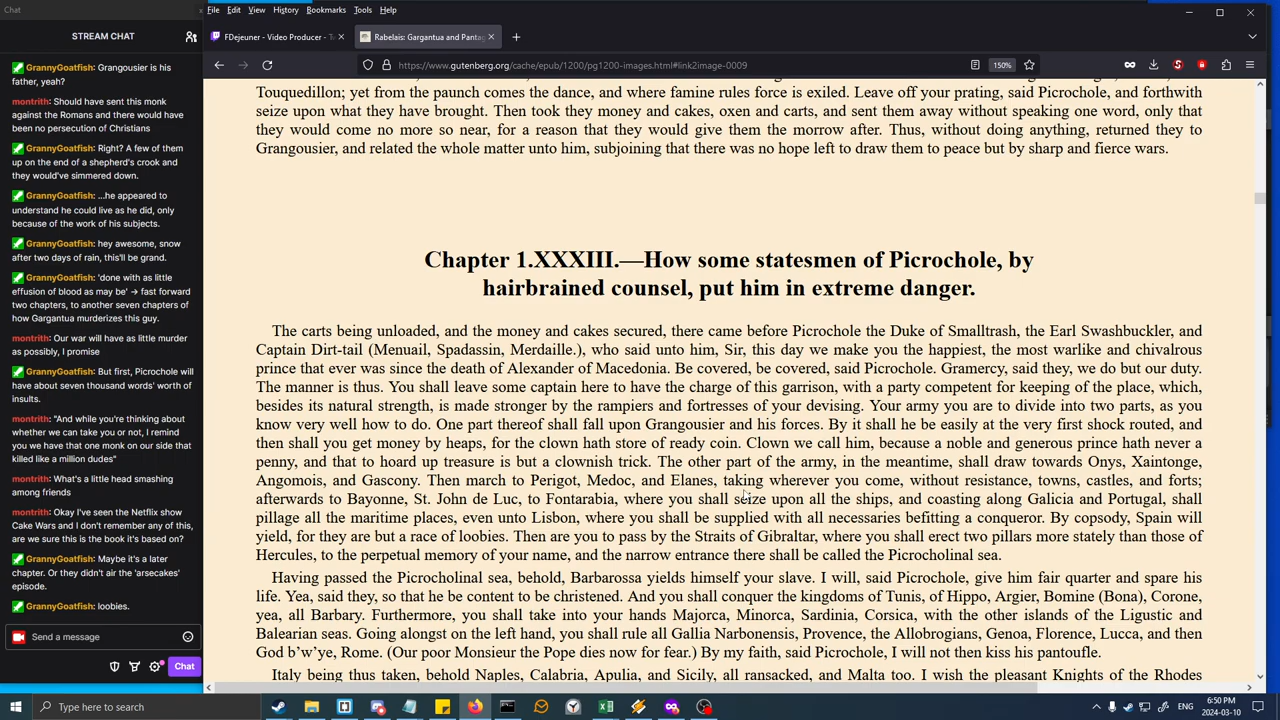 Chat
STREAM CHAT
GrannyGoatfish: Grangousier is his
father, yeah?
montrith: Should have sent this monk
against the Romans and there would
have been no persecution of Christians
GrannyGoatfish: Right? A few of them
up on the end of a shepherd's crook and
they would've simmered down.
GrannyGoatfish: ...he appeared to
understand he could live as he did, only
because of the work of his subjects.
GrannyGoatfish: hey awesome, snow
after two days of rain, this'll be grand.
GrannyGoatfish: 'done with as little
effusion of blood as may be' → fast forward
two chapters, to another seven chapters of
how Gargantua murderizes this guy.
montrith: Our war will have as little murder
as possibly, I promise
GrannyGoatfish: But first, Picrochole will
have about seven thousand words' worth of
insults.
montrith: "And while you're thinking about
whether we can take you or not, I remind
you we have that one monk on our side that
killed like a million dudes"
montrith: What's a little head smashing
among friends
montrith: Okay I've seen the Netflix show
Cake Wars and I don't remember any of this,
are we sure this is the book it's based on?
GrannyGoatfish: Maybe it's a later
chapter. Or they didn't air the 'arsecakes'
episode.
GrannyGoatfish: loobies.
Send a message
Chat
File Edit View History Bookmarks Tools Help
FDejeuner - Video Producer - T
Rabelais: Gargantua and Pantag
https://www.gutenberg.org/cache/epub/1200/pg1200-images.html#link2image-0009
150%
Touquedillon; yet from the paunch comes the dance, and where famine rules force is exiled. Leave off your prating, said Picrochole, and forthwith
seize upon what they have brought. Then took they money and cakes, oxen and carts, and sent them away without speaking one word, only that
they would come no more so near, for a reason that they would give them the morrow after. Thus, without doing anything, returned they to
Grangousier, and related the whole matter unto him, subjoining that there was no hope left to draw them to peace but by sharp and fierce wars.
Chapter 1.XXXIII.—How some statesmen of Picrochole, by
hairbrained counsel, put him in extreme danger.
The carts being unloaded, and the money and cakes secured, there came before Picrochole the Duke of Smalltrash, the Earl Swashbuckler, and
Captain Dirt-tail (Menuail, Spadassin, Merdaille.), who said unto him, Sir, this day we make you the happiest, the most warlike and chivalrous
prince that ever was since the death of Alexander of Macedonia. Be covered, be covered, said Picrochole. Gramercy, said they, we do but our duty.
The manner is thus. You shall leave some captain here to have the charge of this garrison, with a party competent for keeping of the place, which,
besides its natural strength, is made stronger by the rampiers and fortresses of your devising. Your army you are to divide into two parts, as you
know very well how to do. One part thereof shall fall upon Grangousier and his forces. By it shall he be easily at the very first shock routed, and
then shall you get money by heaps, for the clown hath store of ready coin. Clown we call him, because a noble and generous prince hath never a
penny, and that to hoard up treasure is but a clownish trick. The other part of the army, in the meantime, shall draw towards Onys, Xaintonge,
Angomois, and Gascony. Then march to Perigot, Medoc, and Elanes, taking wherever you come, without resistance, towns, castles, and forts;
afterwards to Bayonne, St. John de Luc, to Fontarabia, where you shall seize upon all the ships, and coasting along Galicia and Portugal, shall
pillage all the maritime places, even unto Lisbon, where you shall be supplied with all necessaries befitting a conqueror. By copsody, Spain will
yield, for they are but a race of loobies. Then are you to pass by the Straits of Gibraltar, where you shall erect two pillars more stately than those of
Hercules, to the perpetual memory of your name, and the narrow entrance there shall be called the Picrocholinal sea.
Having passed the Picrocholinal sea, behold, Barbarossa yields himself your slave. I will, said Picrochole, give him fair quarter and spare his
life. Yea, said they, so that he be content to be christened. And you shall conquer the kingdoms of Tunis, of Hippo, Argier, Bomine (Bona), Corone,
yea, all Barbary. Furthermore, you shall take into your hands Majorca, Minorca, Sardinia, Corsica, with the other islands of the Ligustic and
Balearian seas. Going alongst on the left hand, you shall rule all Gallia Narbonensis, Provence, the Allobrogians, Genoa, Florence, Lucca, and then
God b'w'ye, Rome. (Our poor Monsieur the Pope dies now for fear.) By my faith, said Picrochole, I will not then kiss his pantoufle.
Italy being thus taken, behold Naples, Calabria, Apulia, and Sicily, all ransacked, and Malta too. I wish the pleasant Knights of the Rhodes
Type here to search
ENG
6:50 PM
2024-03-10